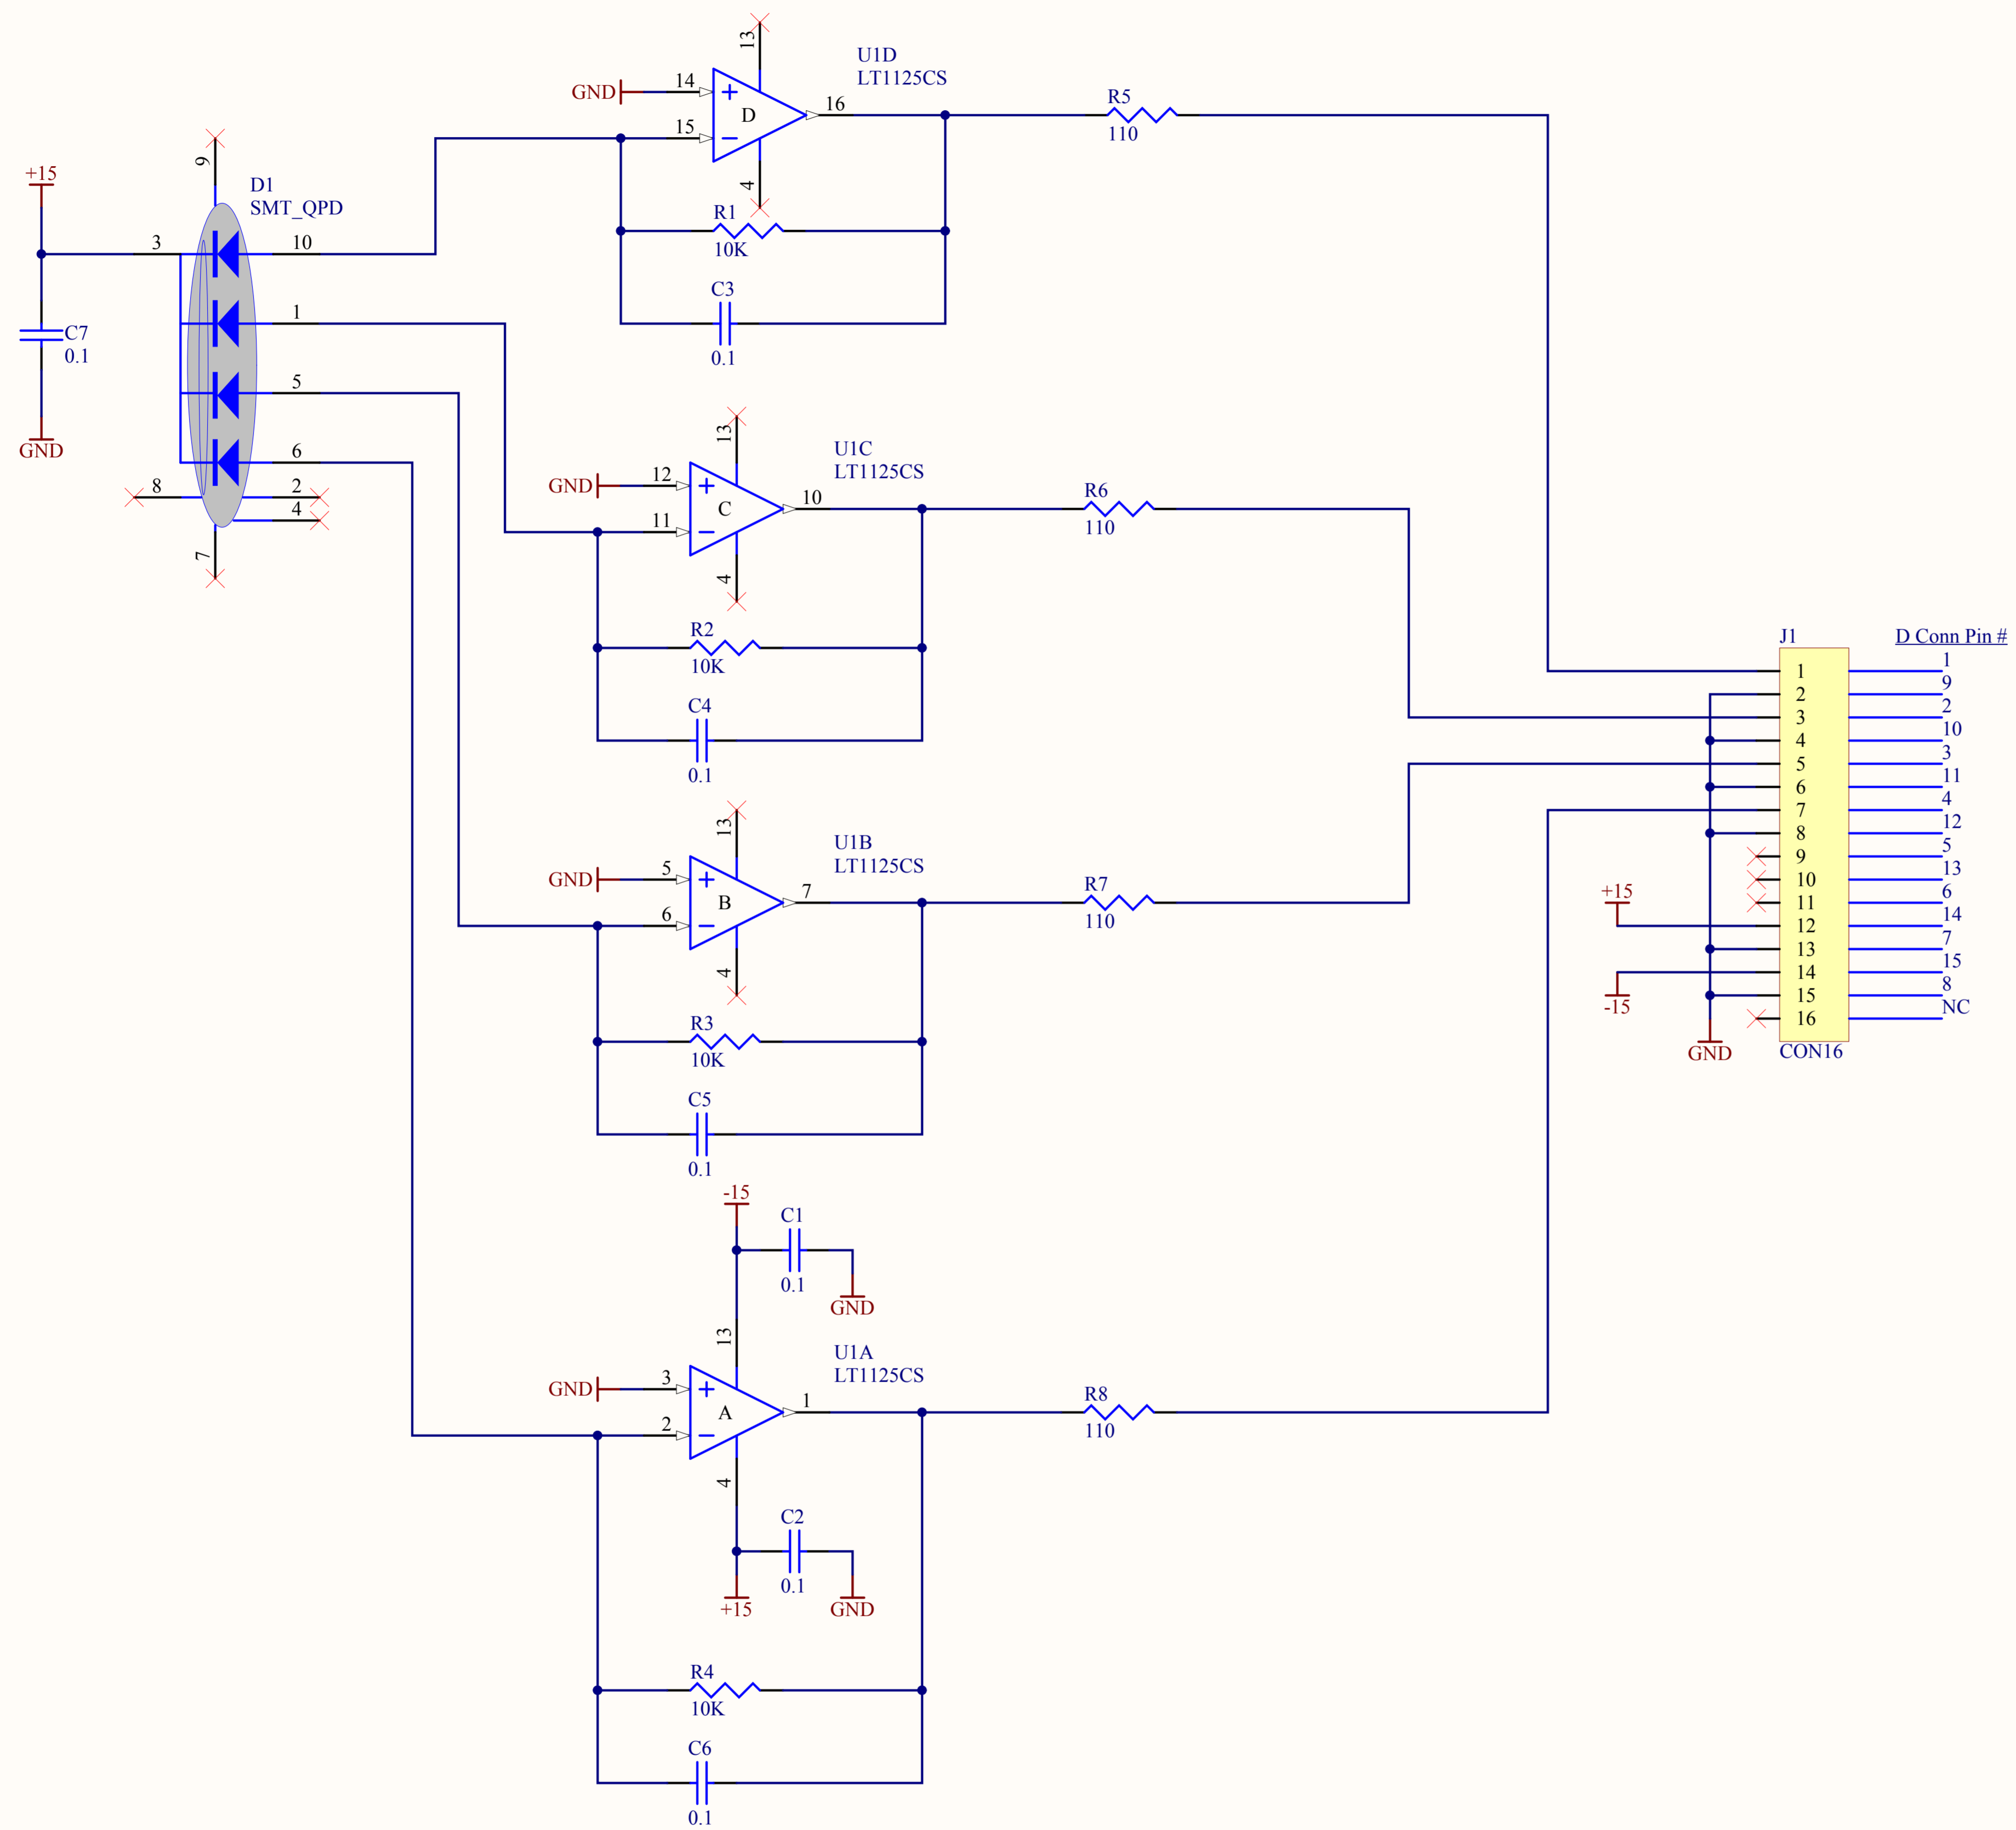 13
U1D
LT1125CS
GND
14
+
D
16
15
−
4
R5
110
R1
10K
C3
0.1
+15
9
D1
SMT_QPD
3
10
1
5
6
8
2
4
7
C7
0.1
GND
13
U1C
LT1125CS
GND
12
+
C
10
11
−
4
R6
110
R2
10K
C4
0.1
13
U1B
LT1125CS
GND
5
+
B
7
6
−
4
R7
110
R3
10K
C5
0.1
-15
C1
0.1
GND
13
U1A
LT1125CS
GND
3
+
A
1
2
−
4
R8
110
C2
0.1
+15
GND
R4
10K
C6
0.1
J1
D Conn Pin #
1 1
2 9
3 2
4 10
5 3
6 11
7 4
8 12
9 5
10 13
11 6
12 14
13 7
14 15
15 8
16 NC
+15
-15
GND
CON16